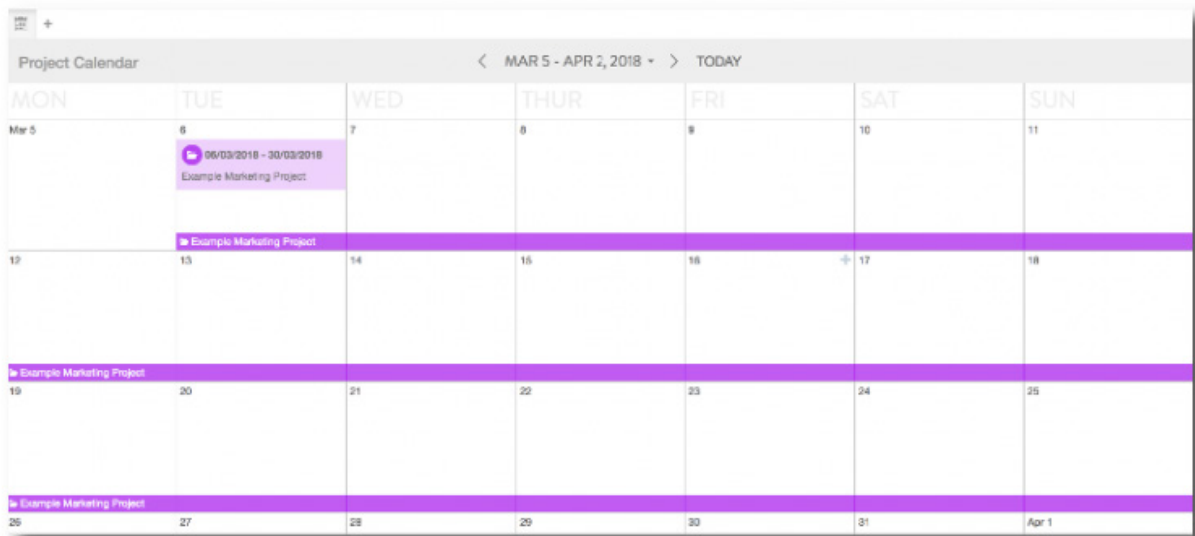 +
Project Calendar < MAR 5 - APR 2, 2018 > TODAY
MON TUE WED THUR FRI SAT SUN
Mar 5 6 7 8 9 10 11
06/03/2018 - 30/03/2018
Example Marketing Project
Example Marketing Project
12 13 14 15 16 + 17 18
Example Marketing Project
19 20 21 22 23 24 25
Example Marketing Project
26 27 28 29 30 31 Apr 1